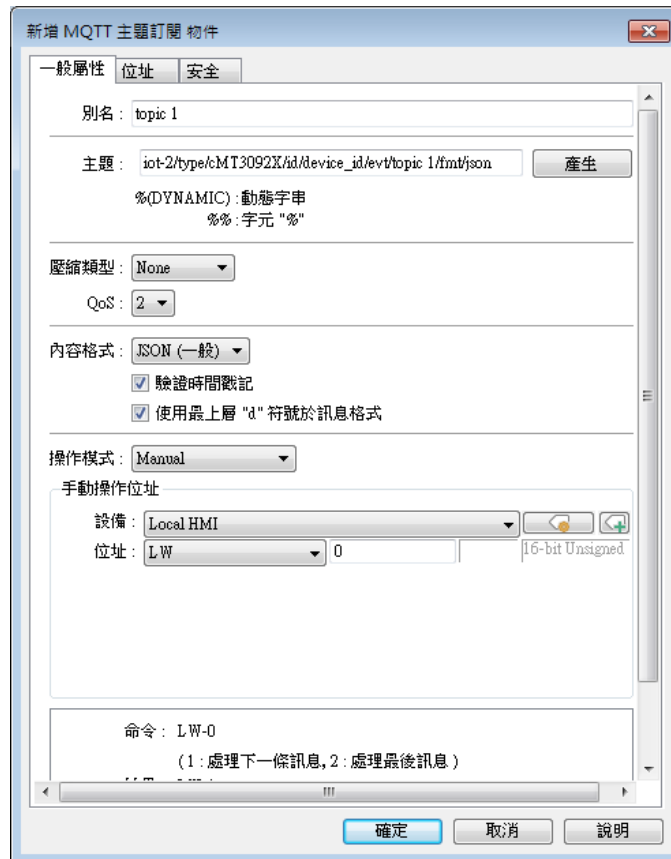 新增 MQTT 主題訂閱 物件
一般屬性 位址 安全
別名 : topic 1
主題 : iot-2/type/cMT3092X/id/device_id/evt/topic 1/fmt/json 產生
%(DYNAMIC) : 動態字串
%% : 字元 "%"
壓縮類型 : None
QoS : 2
內容格式 : JSON (一般)
驗證時間戳記
使用最上層 "d" 符號於訊息格式
操作模式 : Manual
手動操作位址
設備 : Local HMI
位址 : LW 0 16-bit Unsigned
命令 : LW-0
(1 : 處理下一條訊息, 2 : 處理最後訊息)
確定 取消 說明